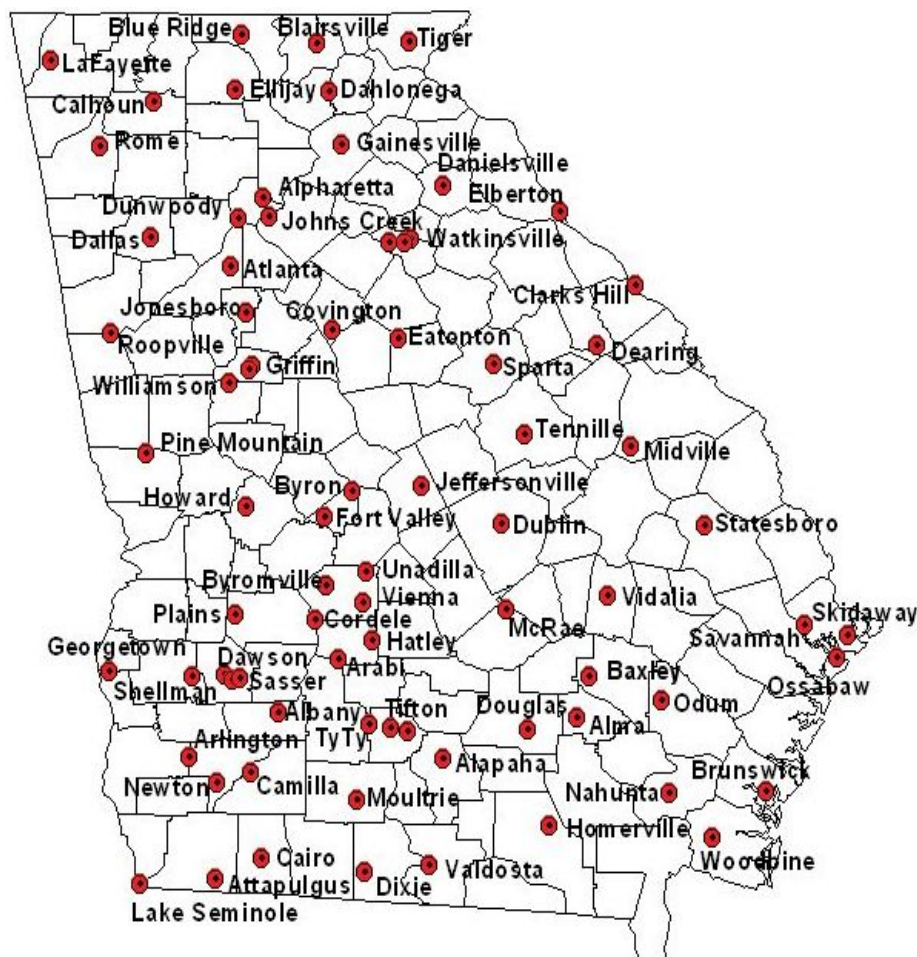 Blue Ridge
Blairsville
Tiger
LaFayette
Ellijay
Dahlonega
Calhoun
Rome
Gainesville
Danielsville
Alpharetta
Elberton
Dunwoody
Johns Creek
Dallas
Watkinsville
Atlanta
Clarks Hill
Jonesboro
Covington
Roopville
Eatonton
Dearing
Griffin
Sparta
Williamson
Pine Mountain
Tennille
Midville
Howard
Byron
Jeffersonville
Fort Valley
Dublin
Statesboro
Byromville
Unadilla
Vienna
Vidalia
Plains
Cordele
McRae
Skidaway
Hatley
Savannah
Georgetown
Dawson
Arabi
Shellman
Sasser
Baxley
Ossabaw
Albany
Tifton
Douglas
Odum
TyTy
Alma
Arlington
Alapaha
Brunswick
Newton
Camilla
Moultrie
Nahunta
Homerville
Woodbine
Cairo
Attapulgus
Dixie
Valdosta
Lake Seminole